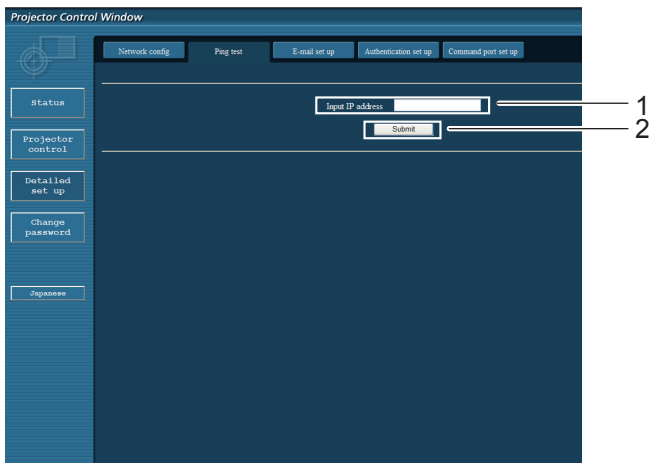 Projector Control Window
Network config
Ping test
E-mail set up
Authentication set up
Command port set up
Status
Projector
control
Detailed
set up
Change
password
Japanese
Input IP address
Submit
1
2